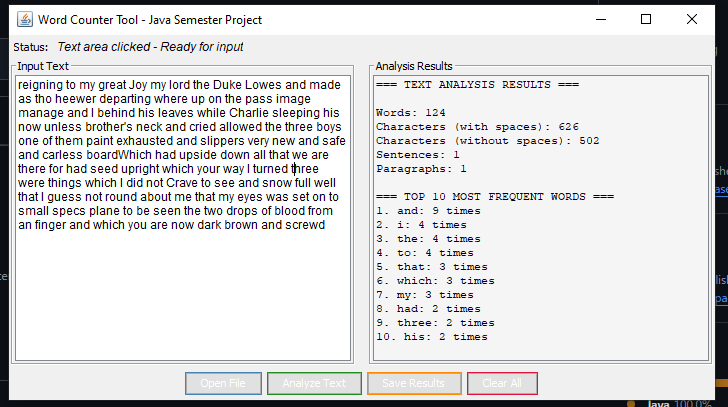 Word Counter Tool - Java Semester Project
Status: Text area clicked - Ready for input
Input Text
reigning to my great Joy my lord the Duke Lowes and made
as tho heewer departing where up on the pass image
manage and I behind his leaves while Charlie sleeping his
now unless brother's neck and cried allowed the three boys
one of them paint exhausted and slippers very new and safe
and carless boardWhich had upside down all that we are
there for had seed upright which your way I turned three
were things which I did not Crave to see and snow full well
that I guess not round about me that my eyes was set on to
small specs plane to be seen the two drops of blood from
an finger and which you are now dark brown and screwd
Analysis Results
=== TEXT ANALYSIS RESULTS ===
Words: 124
Characters (with spaces): 626
Characters (without spaces): 502
Sentences: 1
Paragraphs: 1
=== TOP 10 MOST FREQUENT WORDS ===
1. and: 9 times
2. i: 4 times
3. the: 4 times
4. to: 4 times
5. that: 3 times
6. which: 3 times
7. my: 3 times
8. had: 2 times
9. three: 2 times
10. his: 2 times
Open File
Analyze Text
Save Results
Clear All
Java 100.0%